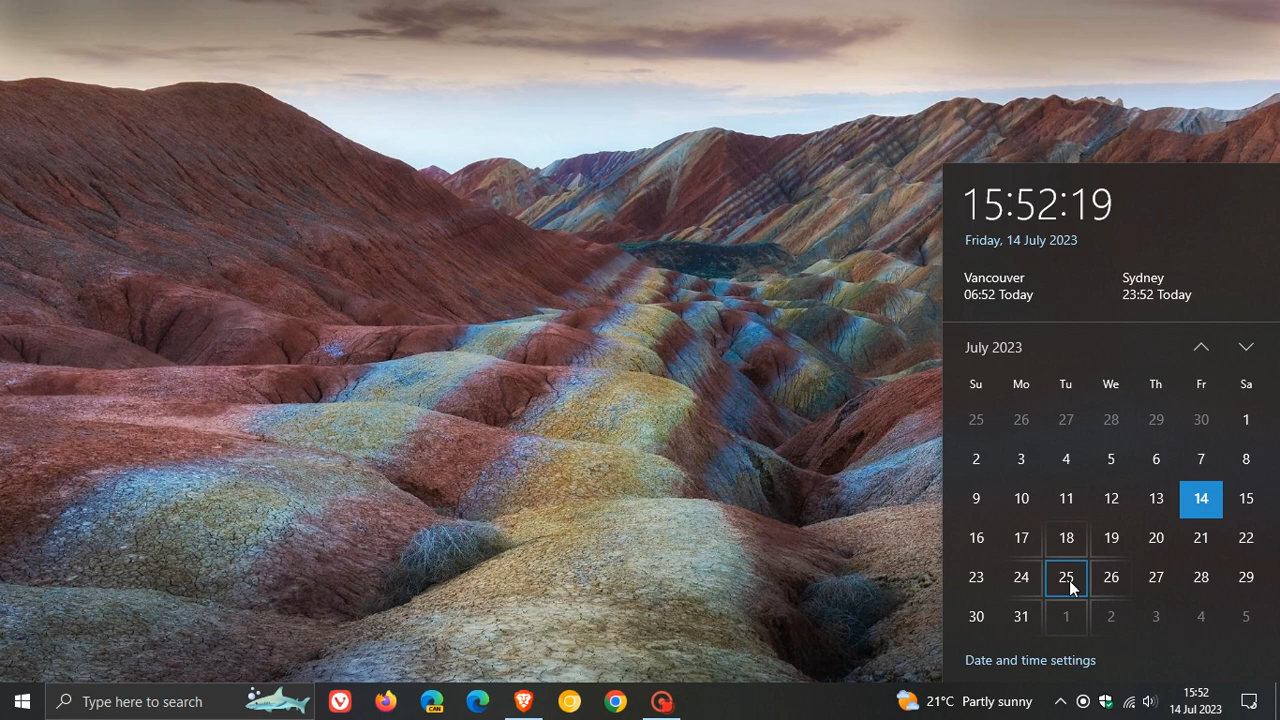 15:52:19
Friday, 14 July 2023
Vancouver Sydney
06:52 Today 23:52 Today
July 2023
Su Mo Tu We Th Fr Sa
25 26 27 28 29 30 1
2 3 4 5 6 7 8
9 10 11 12 13 14 15
16 17 18 19 20 21 22
23 24 25 26 27 28 29
30 31 1 2 3 4 5
Date and time settings
Type here to search
CAN
21°C Partly sunny
15:52
14 Jul 2023